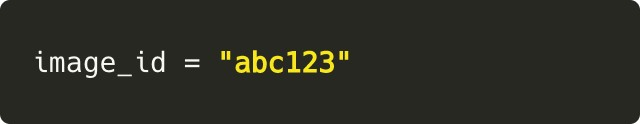 image_id = "abc123"